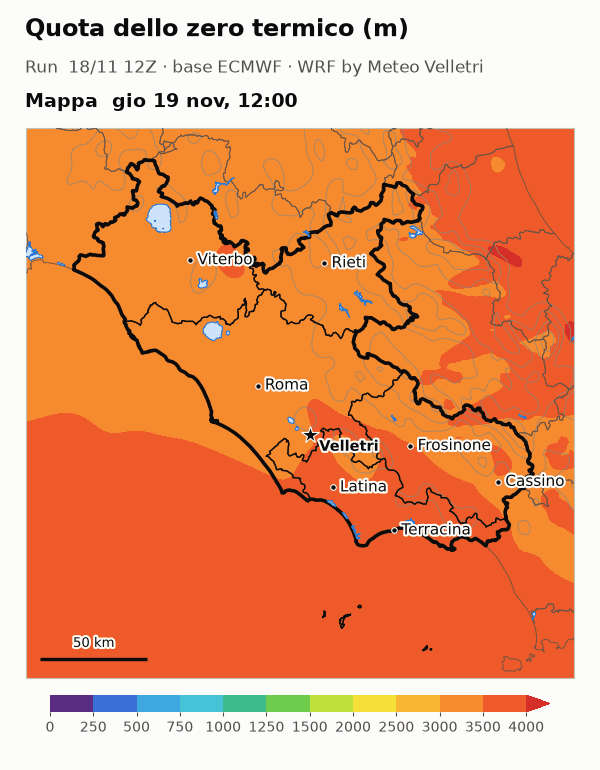 Quota dello zero termico (m)
Run  18/11 12Z · base ECMWF · WRF by Meteo Velletri
Mappa  gio 19 nov, 12:00
Viterbo
Rieti
Roma
Velletri
Frosinone
Cassino
Latina
Terracina
50 km
0 250 500 750 1000 1250 1500 2000 2500 3000 3500 4000